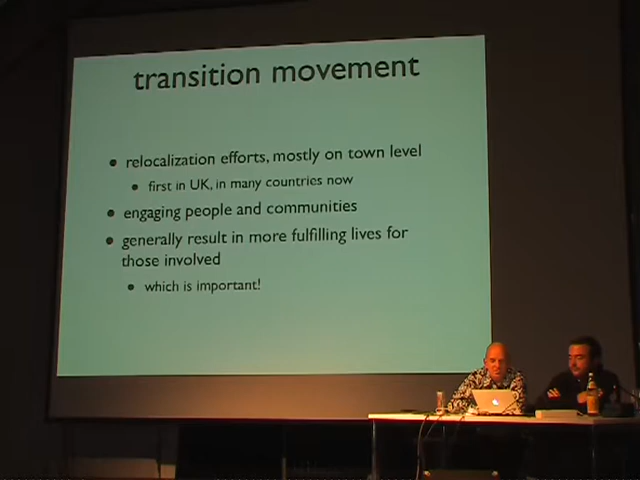 transition movement
relocalization efforts, mostly on town level
first in UK, in many countries now
engaging people and communities
generally result in more fulfilling lives for
those involved
which is important!